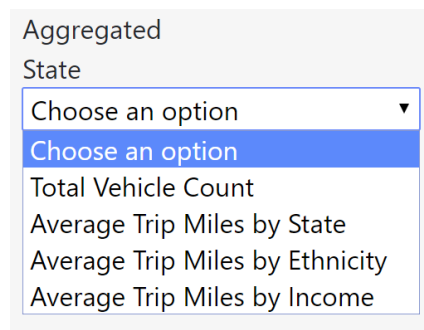 Aggregated
State
Choose an option
Choose an option
Total Vehicle Count
Average Trip Miles by State
Average Trip Miles by Ethnicity
Average Trip Miles by Income